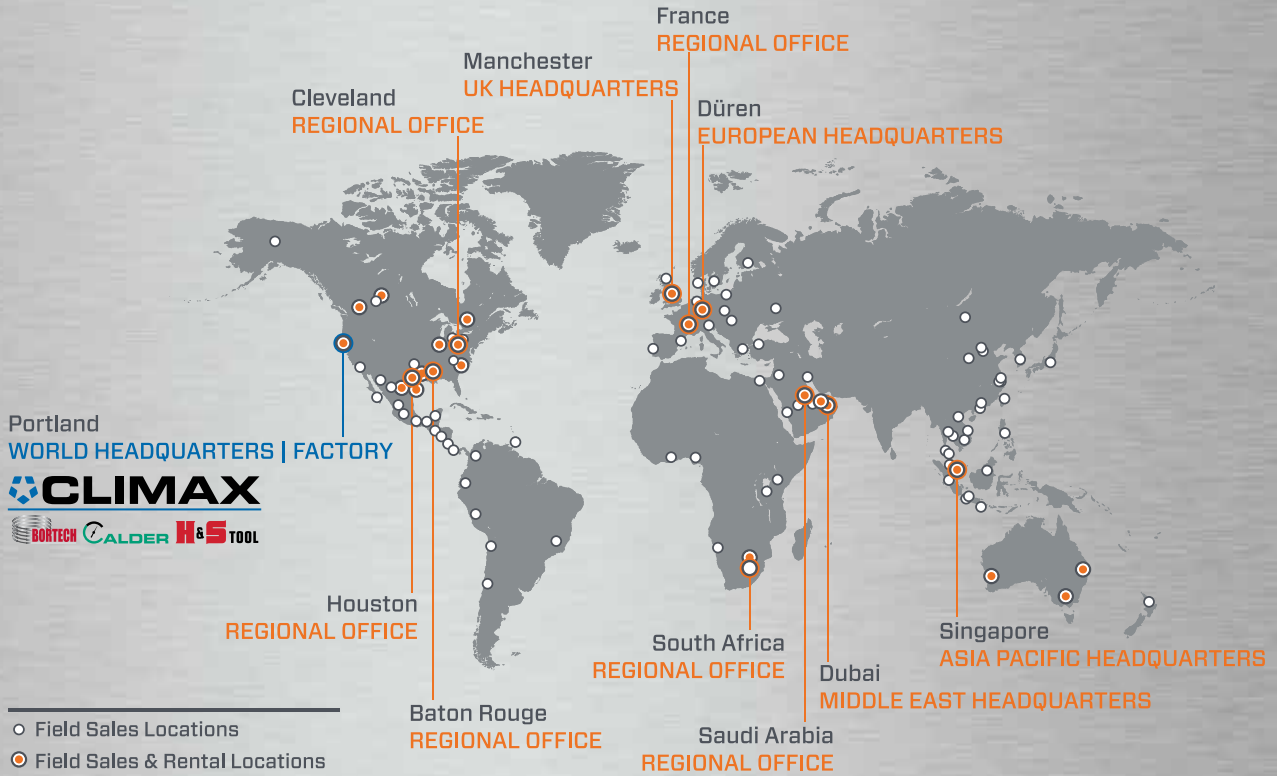 France
REGIONAL OFFICE
Manchester
UK HEADQUARTERS
Cleveland
REGIONAL OFFICE
Düren
EUROPEAN HEADQUARTERS
Portland
WORLD HEADQUARTERS | FACTORY
CLIMAX
BORTECH CALDER H&S TOOL
Houston
REGIONAL OFFICE
South Africa
REGIONAL OFFICE
Singapore
ASIA PACIFIC HEADQUARTERS
Dubai
MIDDLE EAST HEADQUARTERS
Baton Rouge
REGIONAL OFFICE
Saudi Arabia
REGIONAL OFFICE
Field Sales Locations
Field Sales & Rental Locations